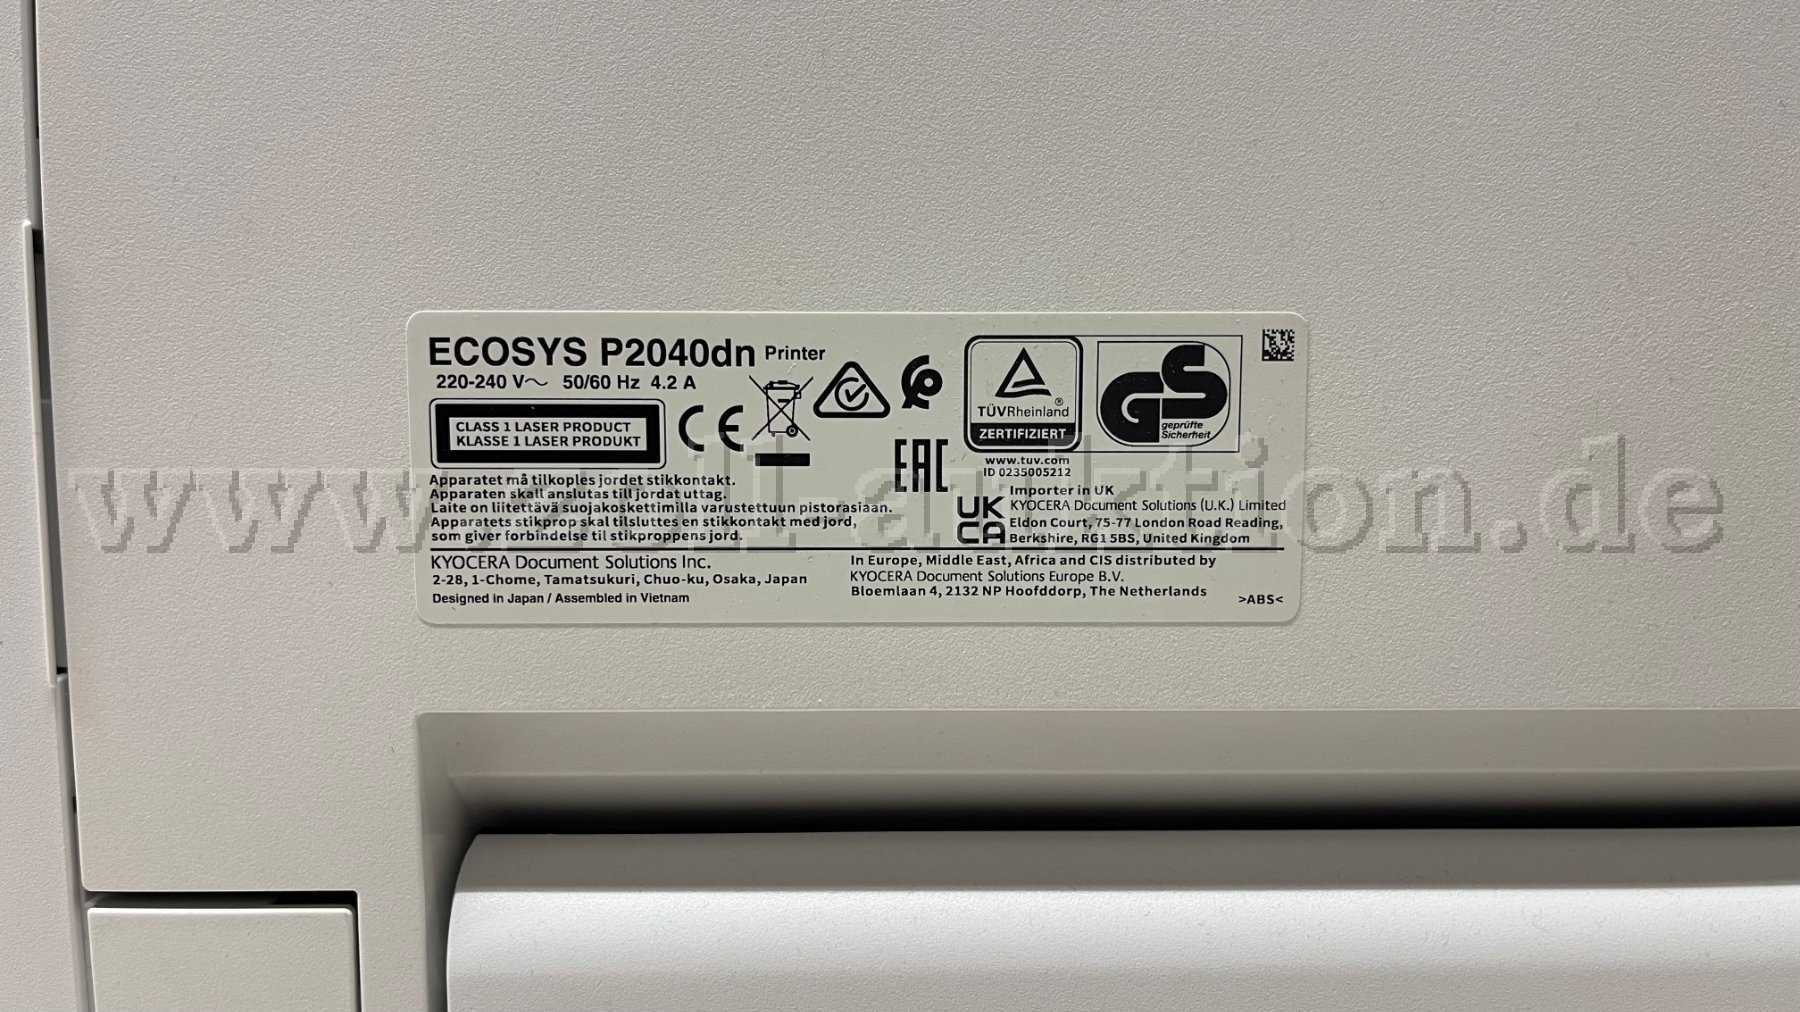 ECOSYS P2040dn Printer
220-240 V~ 50/60 Hz 4.2 A
CLASS 1 LASER PRODUCT
KLASSE 1 LASER PRODUKT
CE
EAC
TÜVRheinland®
ZERTIFIZIERT
www.tuv.com
ID 0235005212
GS
geprüfte
Sicherheit
Apparatet må tilkoples jordet stikkontakt.
Apparaten skall anslutas till jordat uttag.
Laite on liitettävä suojakoskettimilla varustettuun pistorasiaan.
Apparatets stikprop skal tilsluttes en stikkontakt med jord,
som giver forbindelse til stikproppens jord.
UK
CA
Importer in UK
KYOCERA Document Solutions (U.K.) Limited
Eldon Court, 75-77 London Road Reading,
Berkshire, RG1 5BS, United Kingdom
KYOCERA Document Solutions Inc.
2-28, 1-Chome, Tamatsukuri, Chuo-ku, Osaka, Japan
Designed in Japan / Assembled in Vietnam
In Europe, Middle East, Africa and CIS distributed by
KYOCERA Document Solutions Europe B.V.
Bloemlaan 4, 2132 NP Hoofddorp, The Netherlands
>ABS<